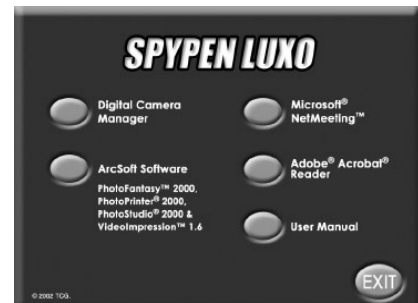 SPYPEN LUXO
Digital Camera
Manager
Microsoft®
NetMeeting™
ArcSoft Software
PhotoFantasy™ 2000,
PhotoPrinter® 2000,
PhotoStudio® 2000 &
VideoImpression™ 1.6
Adobe® Acrobat®
Reader
User Manual
EXIT
© 2002 TCG.